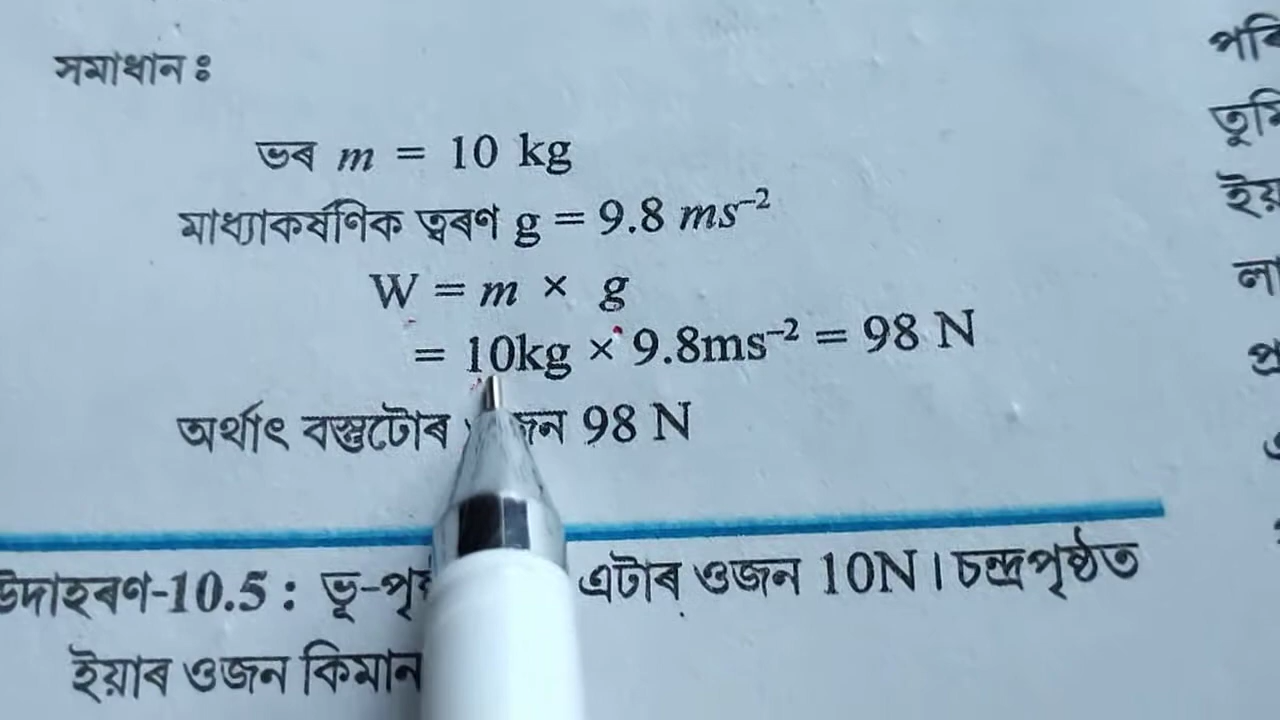 সমাধান ঃ
ভৰ m = 10 kg
মাধ্যাকৰ্ষণিক ত্বৰণ g = 9.8 ms⁻²
W = m × g
= 10kg × 9.8ms⁻² = 98 N
অৰ্থাৎ বস্তুটোৰ 98 N
উদাহৰণ-10.5 : এটাৰ ওজন 10N । চন্দ্ৰপৃষ্ঠত
ইয়াৰ ওজন কিমান